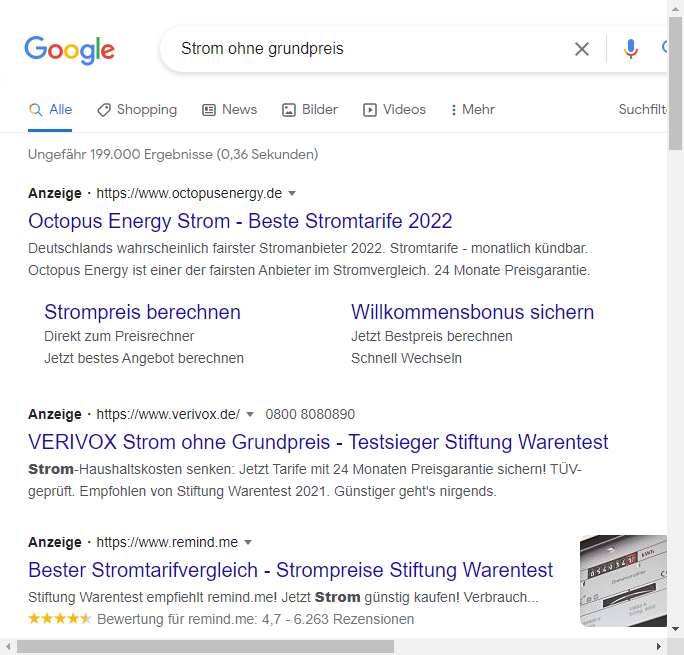 Google
Strom ohne grundpreis
Alle Shopping News Bilder Videos Mehr
Ungefähr 199.000 Ergebnisse (0,36 Sekunden)
Anzeige · https://www.octopusenergy.de
Octopus Energy Strom - Beste Stromtarife 2022
Deutschlands wahrscheinlich fairster Stromanbieter 2022. Stromtarife - monatlich kündbar.
Octopus Energy ist einer der fairsten Anbieter im Stromvergleich. 24 Monate Preisgarantie.
Strompreis berechnen Willkommensbonus sichern
Direkt zum Preisrechner Jetzt Bestpreis berechnen
Jetzt bestes Angebot berechnen Schnell Wechseln
Anzeige · https://www.verivox.de/ 0800 8080890
VERIVOX Strom ohne Grundpreis - Testsieger Stiftung Warentest
Strom-Haushaltskosten senken: Jetzt Tarife mit 24 Monaten Preisgarantie sichern! TÜV-
geprüft. Empfohlen von Stiftung Warentest 2021. Günstiger geht's nirgends.
Anzeige · https://www.remind.me
Bester Stromtarifvergleich - Strompreise Stiftung Warentest
Stiftung Warentest empfiehlt remind.me! Jetzt Strom günstig kaufen! Verbrauch...
Bewertung für remind.me: 4,7 - 6.263 Rezensionen
kWh